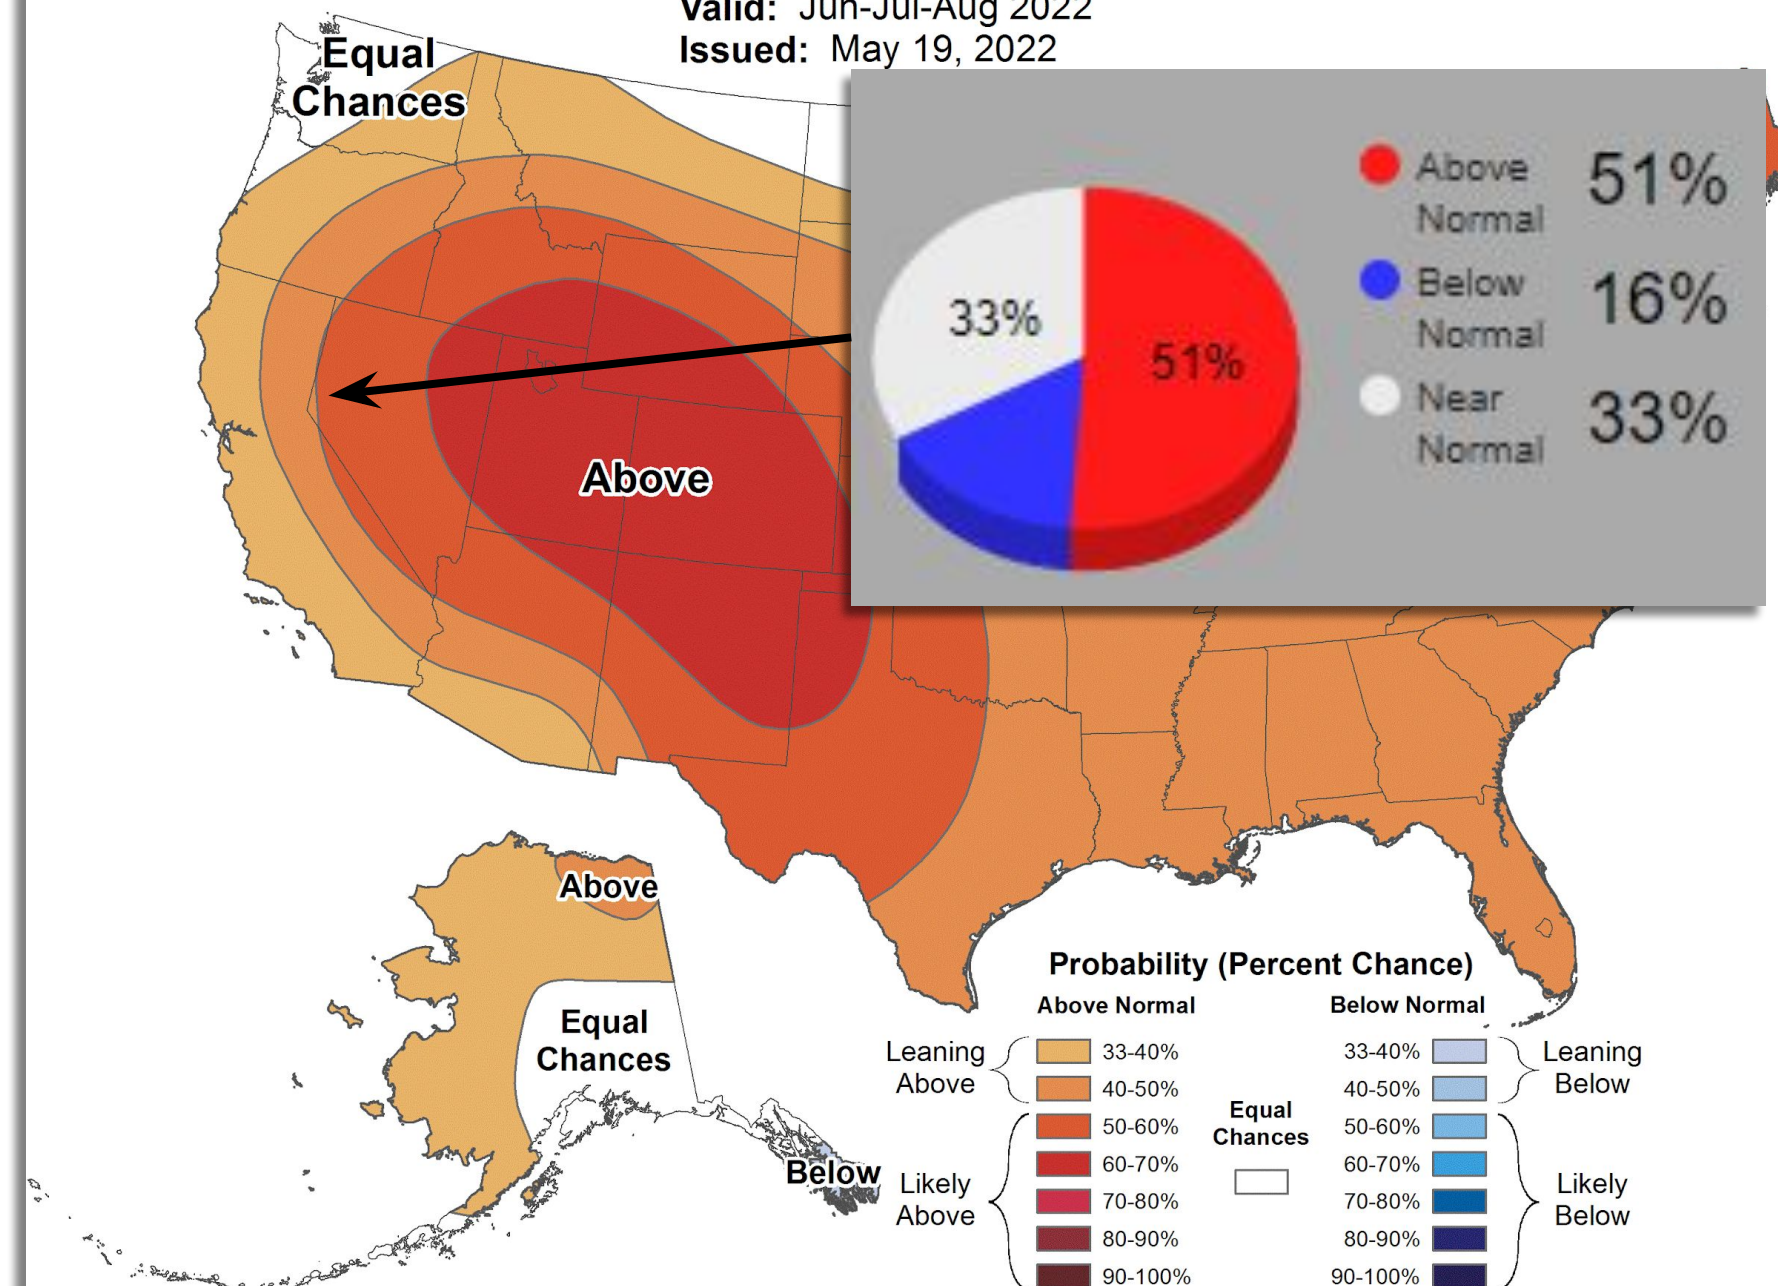 Valid: Jun-Jul-Aug 2022
Issued: May 19, 2022
Equal
Chances
Above
Normal
51%
Below
Normal
16%
Near
Normal
33%
33%
51%
Above
Above
Equal
Chances
Below
Probability (Percent Chance)
Above Normal
Below Normal
Leaning
Above
33-40%
40-50%
Likely
Above
50-60%
60-70%
70-80%
80-90%
90-100%
Equal
Chances
33-40%
40-50%
50-60%
60-70%
70-80%
80-90%
90-100%
Leaning
Below
Likely
Below